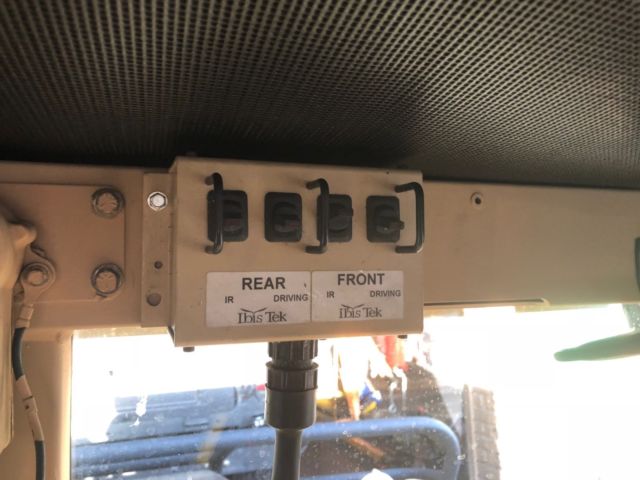 REAR
IR DRIVING
Ibis Tek
FRONT
IR DRIVING
Ibis Tek